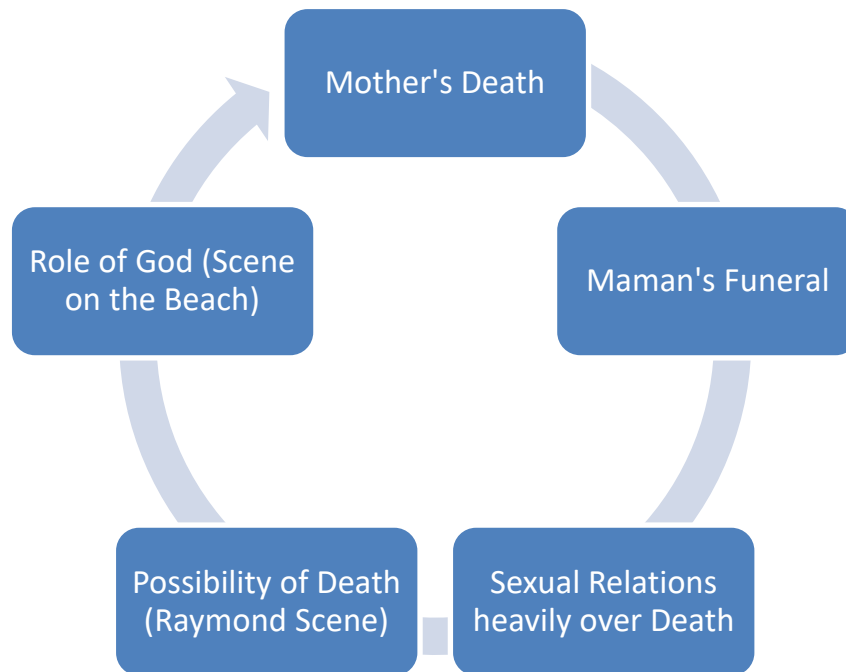 Mother's Death
Maman's Funeral
Sexual Relations
heavily over Death
Possibility of Death
(Raymond Scene)
Role of God (Scene
on the Beach)